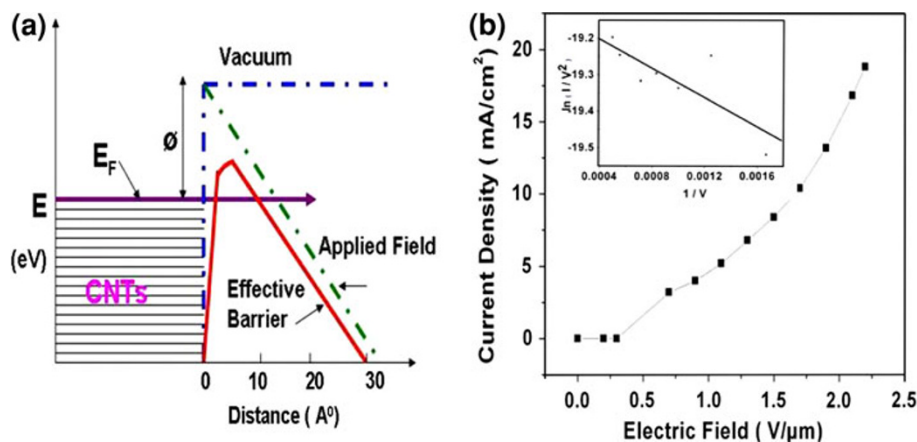 (a)
Vacuum
Ø
E_F
E
(eV)
CNTs
Applied Field
Effective
Barrier
0 10 20 30
Distance ( A⁰)
(b)
Current Density ( mA/cm²)
20
15
10
5
0
0.0 0.5 1.0 1.5 2.0 2.5
Electric Field ( V/µm)
ln( I / V²)
-19.2
-19.3
-19.4
-19.5
0.0004 0.0008 0.0012 0.0016
1 / V